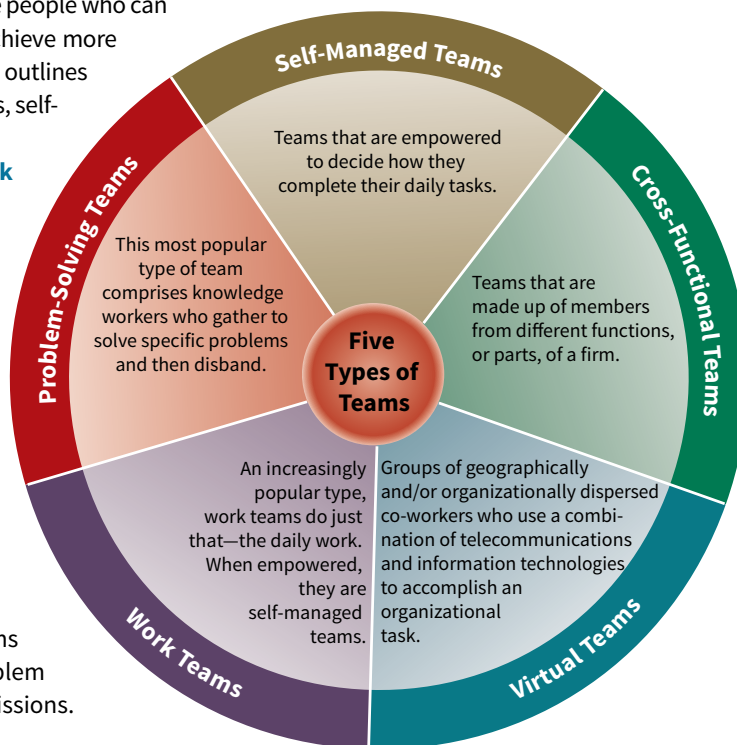 e people who can
chieve more
outlines
s, self-
k
Self-Managed Teams
Teams that are empowered
to decide how they
complete their daily tasks.
Cross-Functional Teams
Teams that are
made up of members
from different functions,
or parts, of a firm.
Problem-Solving Teams
This most popular
type of team
comprises knowledge
workers who gather to
solve specific problems
and then disband.
Five
Types of
Teams
An increasingly
popular type,
work teams do just
that—the daily work.
When empowered,
they are
self-managed
teams.
Work Teams
Groups of geographically
and/or organizationally dispersed
co-workers who use a combi-
nation of telecommunications
and information technologies
to accomplish an
organizational
task.
Virtual Teams
ns
blem
issions.